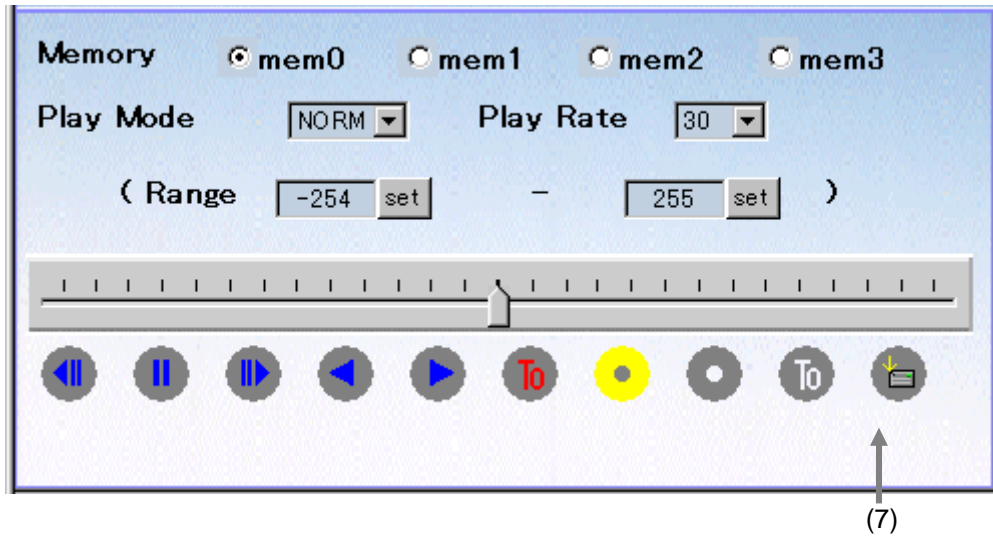 Memory mem0 mem1 mem2 mem3
Play Mode NORM Play Rate 30
( Range -254 set - 255 set )
To To
(7)